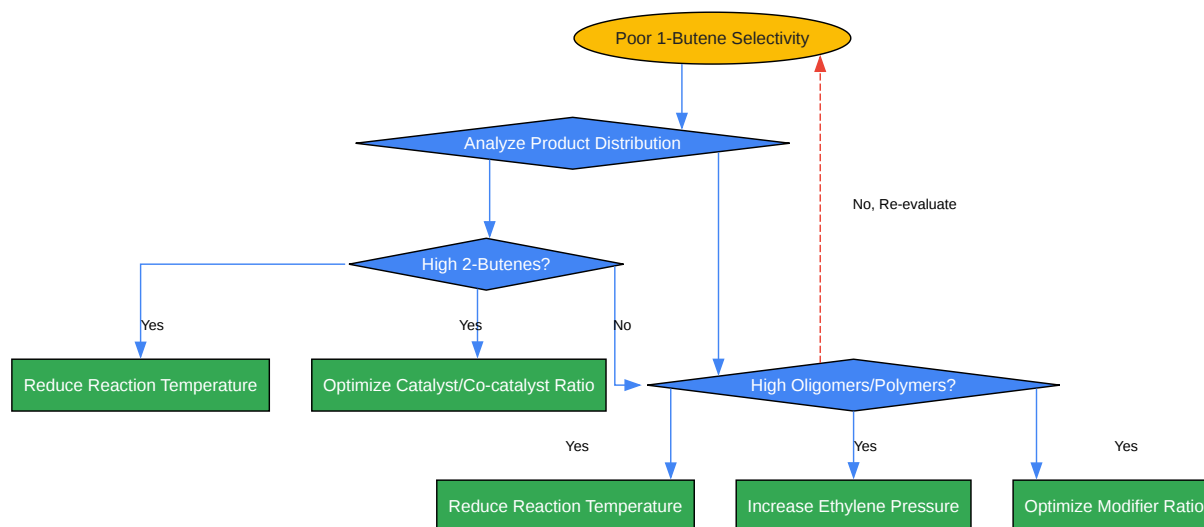 Poor 1-Butene Selectivity
Analyze Product Distribution
No, Re-evaluate
High 2-Butenes?
Yes
Yes
No
Reduce Reaction Temperature
Optimize Catalyst/Co-catalyst Ratio
High Oligomers/Polymers?
Yes
Yes
Yes
Reduce Reaction Temperature
Increase Ethylene Pressure
Optimize Modifier Ratio